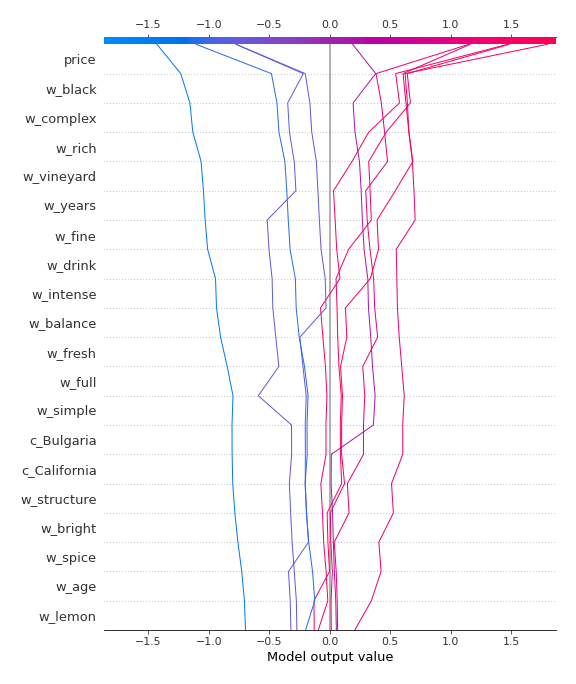 −1.5 −1.0 −0.5 0.0 0.5 1.0 1.5
price
w_black
w_complex
w_rich
w_vineyard
w_years
w_fine
w_drink
w_intense
w_balance
w_fresh
w_full
w_simple
c_Bulgaria
c_California
w_structure
w_bright
w_spice
w_age
w_lemon
−1.5 −1.0 −0.5 0.0 0.5 1.0 1.5
Model output value